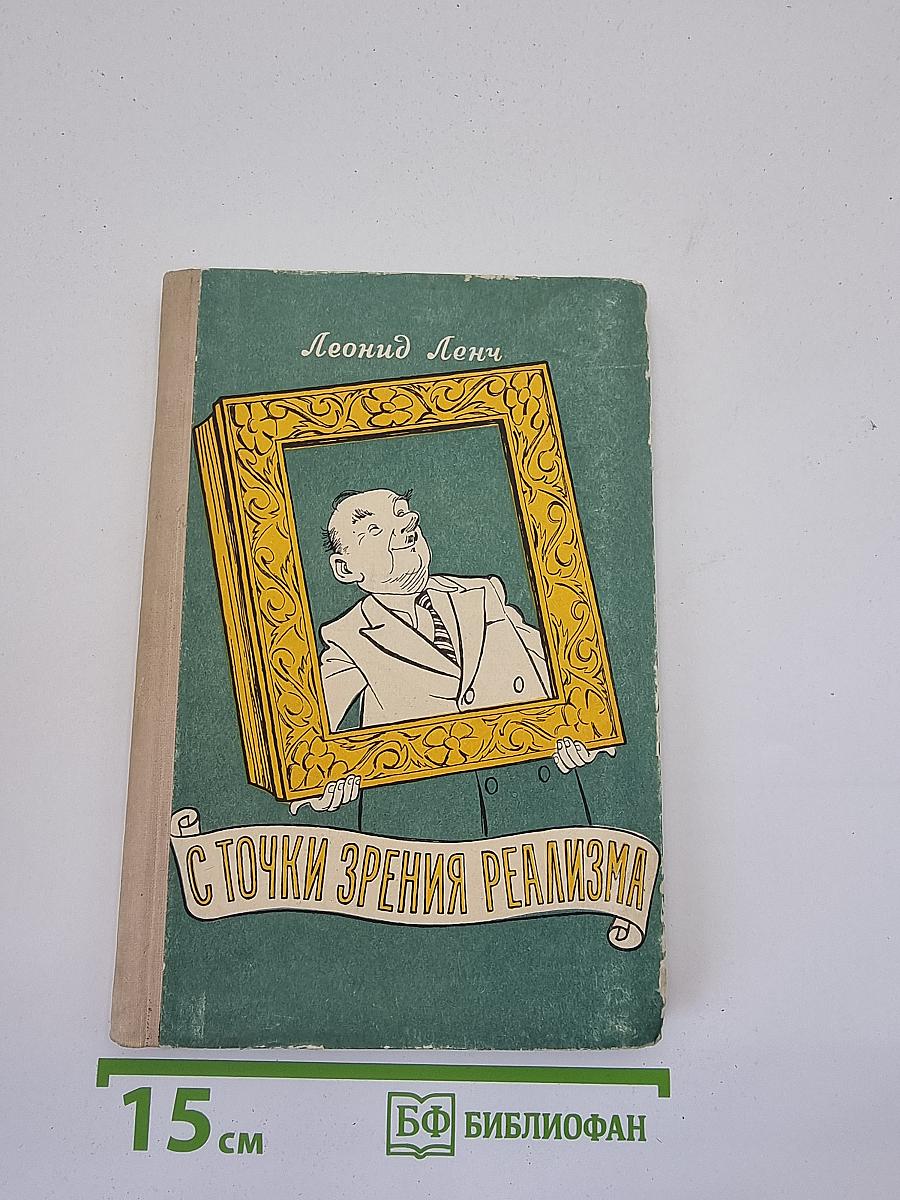 Леонид Ленч
С ТОЧКИ ЗРЕНИЯ РЕАЛИЗМА
15 см
БФ БИБЛИОФАН